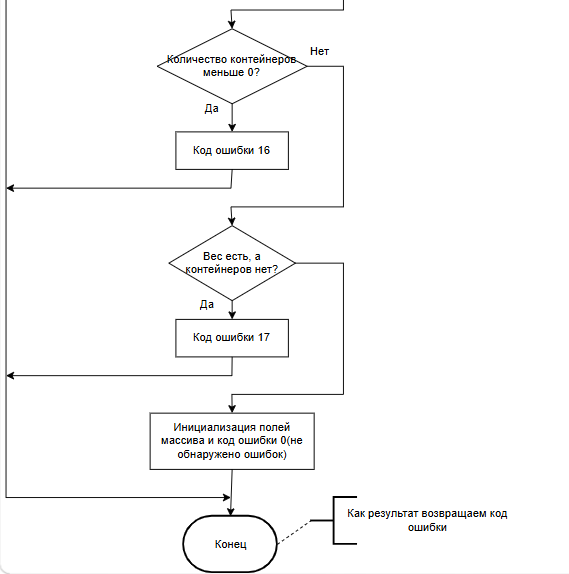 Количество контейнеров
меньше 0?
Нет
Да
Код ошибки 16
Вес есть, а
контейнеров нет?
Да
Код ошибки 17
Инициализация полей
массива и код ошибки 0(не
обнаружено ошибок)
Как результат возвращаем код
ошибки
Конец